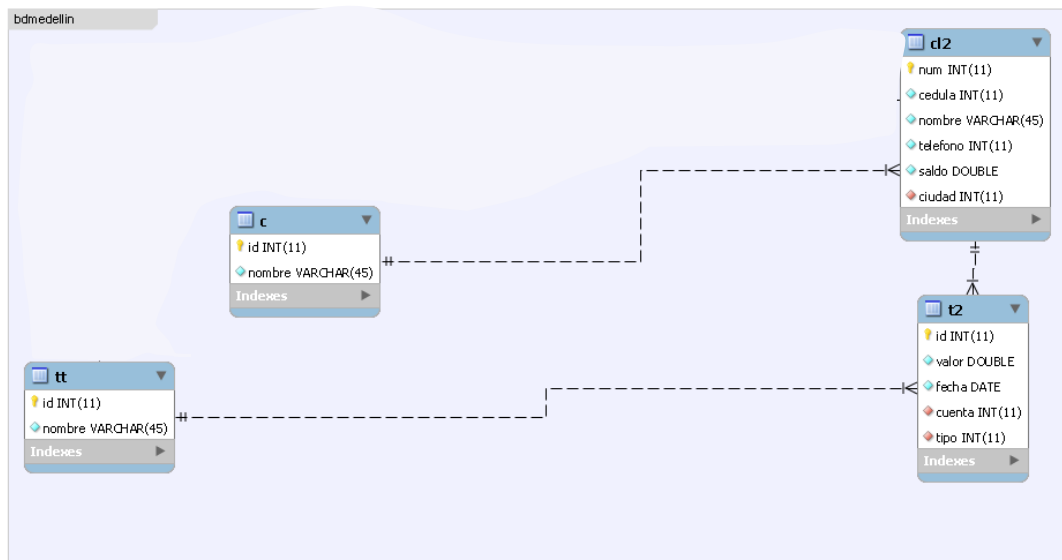 bdmedellin
cl2
num INT(11)
cedula INT(11)
nombre VARCHAR(45)
telefono INT(11)
saldo DOUBLE
ciudad INT(11)
Indexes
c
id INT(11)
nombre VARCHAR(45)
Indexes
t2
id INT(11)
valor DOUBLE
fecha DATE
cuenta INT(11)
tipo INT(11)
Indexes
tt
id INT(11)
nombre VARCHAR(45)
Indexes